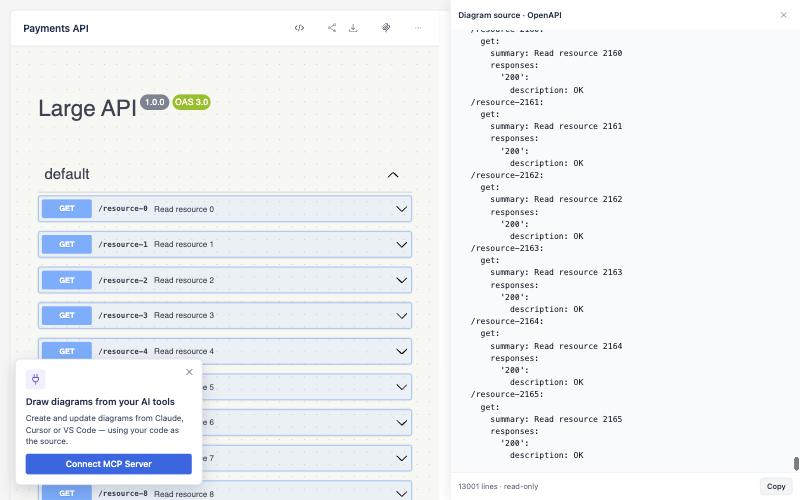 Payments API
Large API 1.0.0 OAS 3.0
default
GET /resource-0 Read resource 0
GET /resource-1 Read resource 1
GET /resource-2 Read resource 2
GET /resource-3 Read resource 3
GET /resource-4 Read resource 4
e 5
e 6
e 7
GET /resource-8 Read resource 8
Draw diagrams from your AI tools
Create and update diagrams from Claude,
Cursor or VS Code — using your code as
the source.
Connect MCP Server
Diagram source · OpenAPI
/resource-2160:
get:
summary: Read resource 2160
responses:
'200':
description: OK
/resource-2161:
get:
summary: Read resource 2161
responses:
'200':
description: OK
/resource-2162:
get:
summary: Read resource 2162
responses:
'200':
description: OK
/resource-2163:
get:
summary: Read resource 2163
responses:
'200':
description: OK
/resource-2164:
get:
summary: Read resource 2164
responses:
'200':
description: OK
/resource-2165:
get:
summary: Read resource 2165
responses:
'200':
description: OK
13001 lines · read-only
Copy